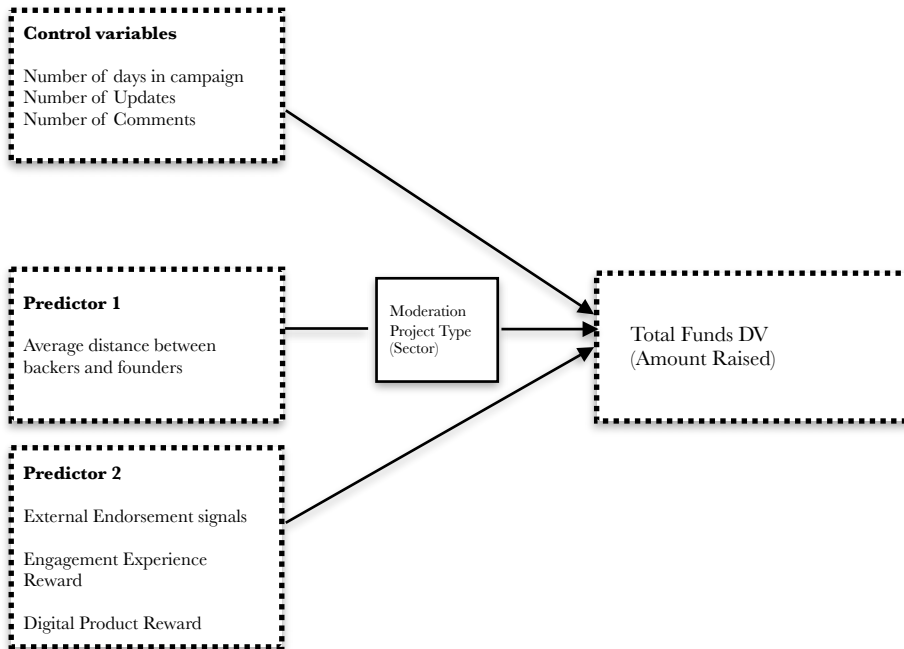 Control variables
Number of days in campaign
Number of Updates
Number of Comments
Predictor 1
Average distance between
backers and founders
Moderation
Project Type
(Sector)
Total Funds DV
(Amount Raised)
Predictor 2
External Endorsement signals
Engagement Experience
Reward
Digital Product Reward